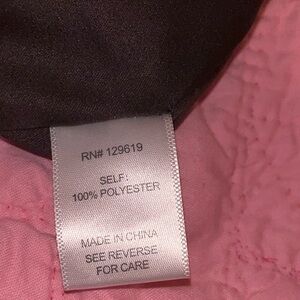 RN# 129619
SELF:
100% POLYESTER
MADE IN CHINA
SEE REVERSE
FOR CARE